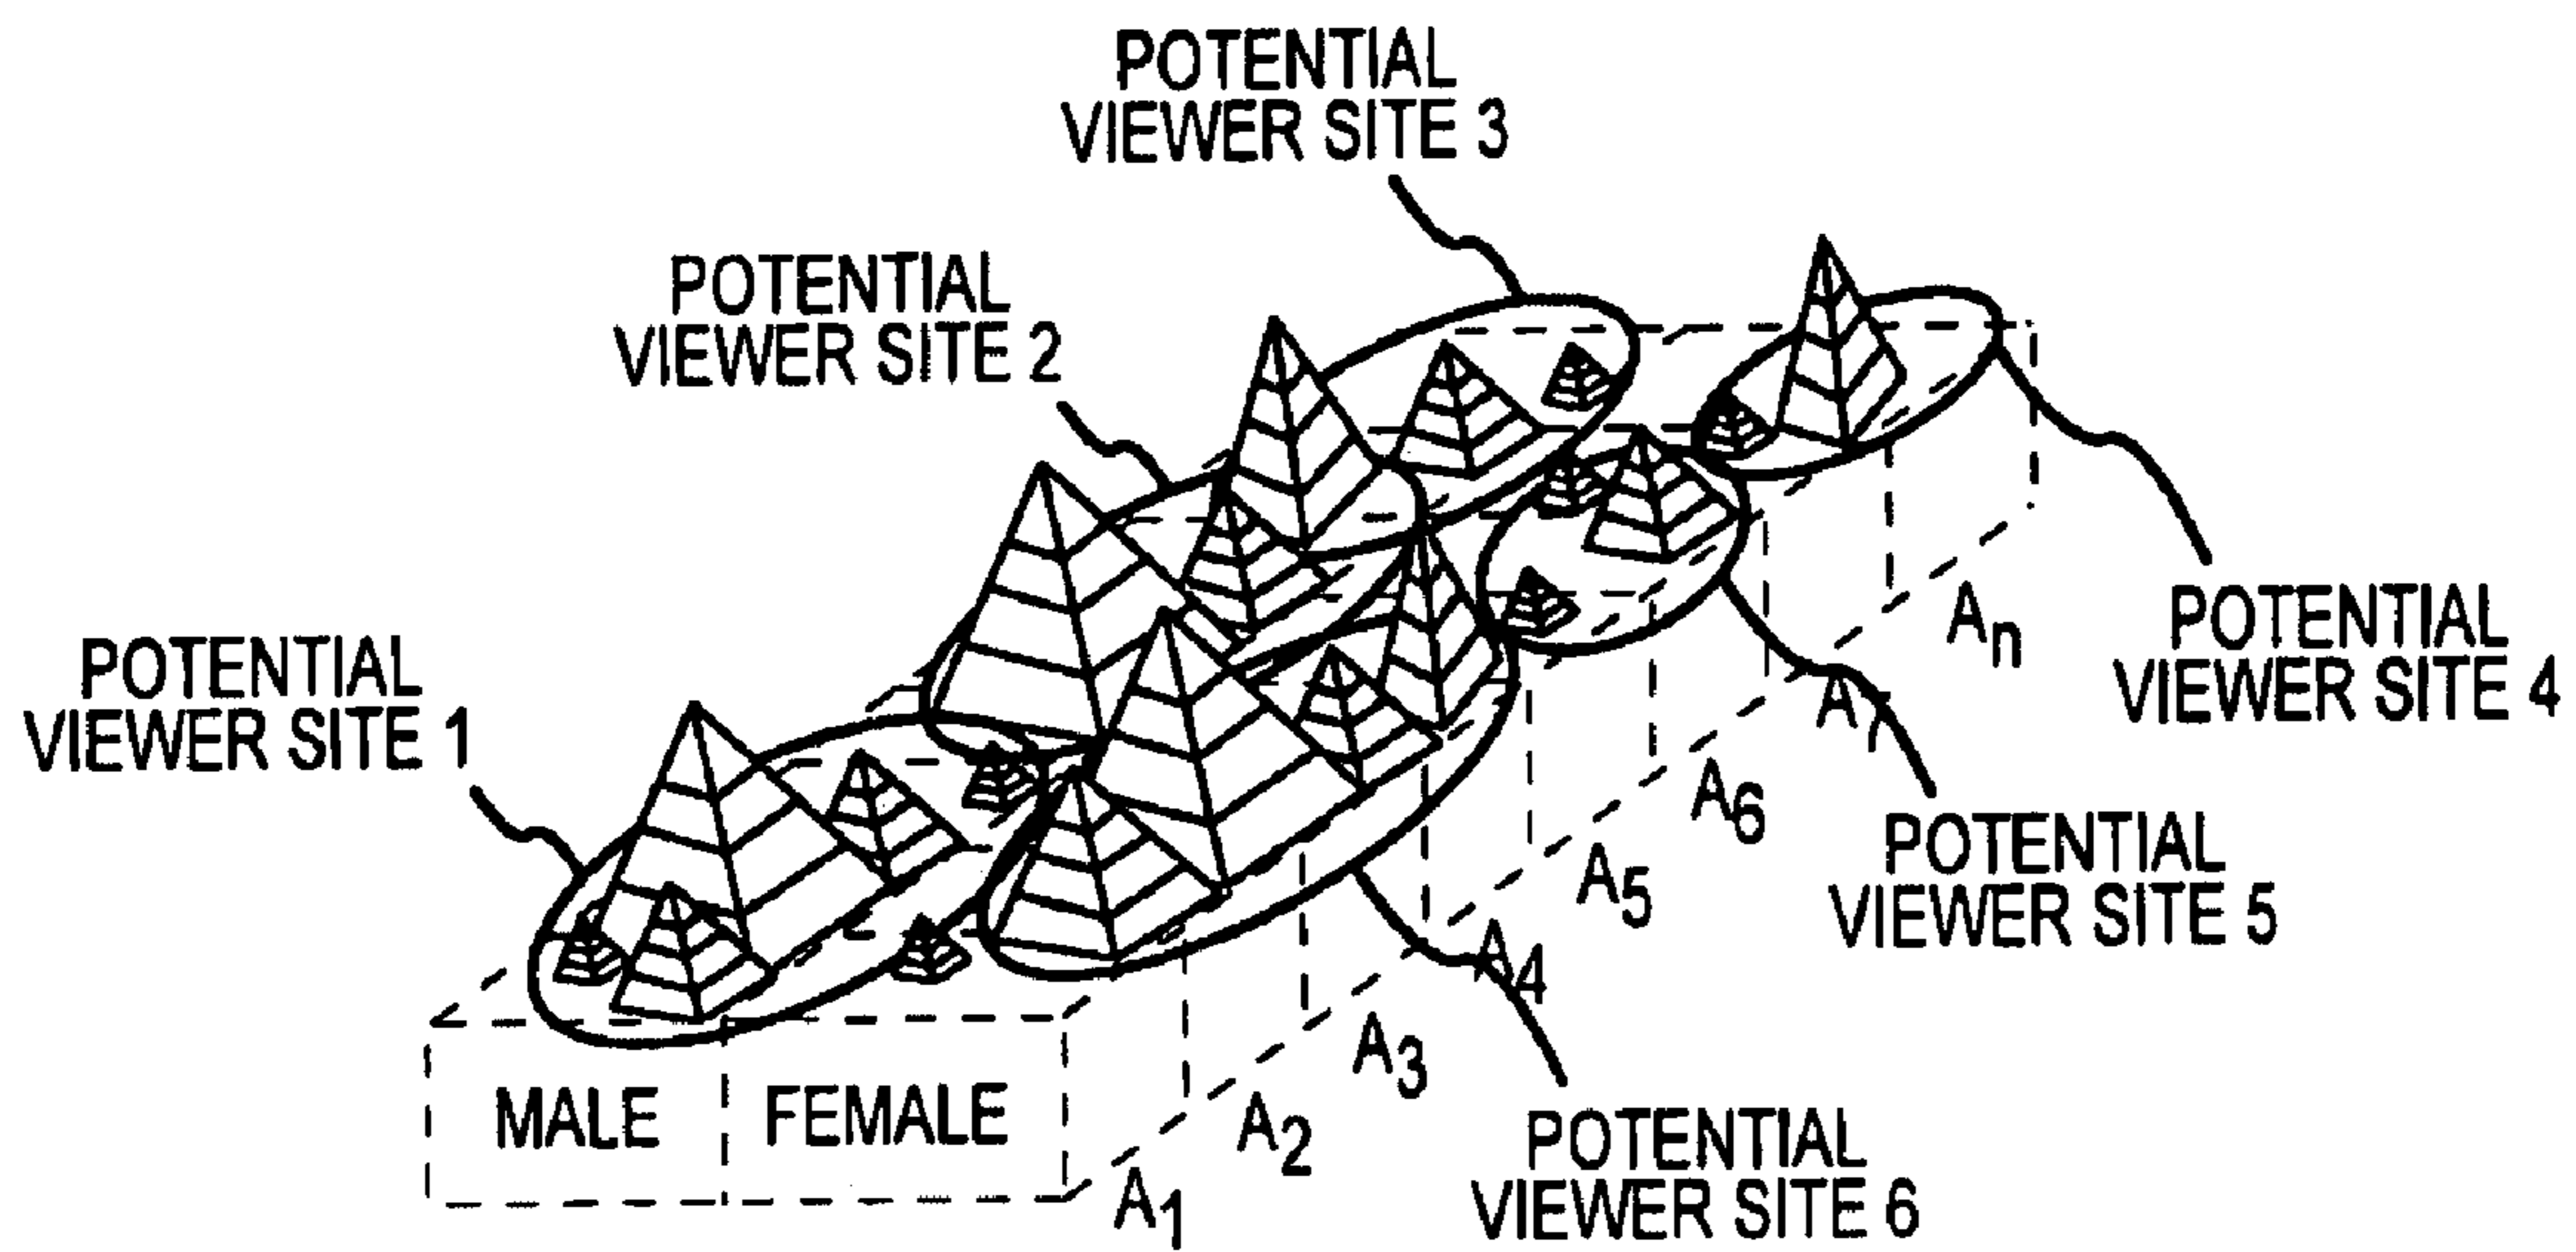 POTENTIAL
VIEWER SITE 3
POTENTIAL
VIEWER SITE 2
POTENTIAL
VIEWER SITE 1
POTENTIAL
VIEWER SITE 4
POTENTIAL
VIEWER SITE 5
POTENTIAL
VIEWER SITE 6
MALE
FEMALE
A1
A2
A3
A4
A5
A6
A7
An